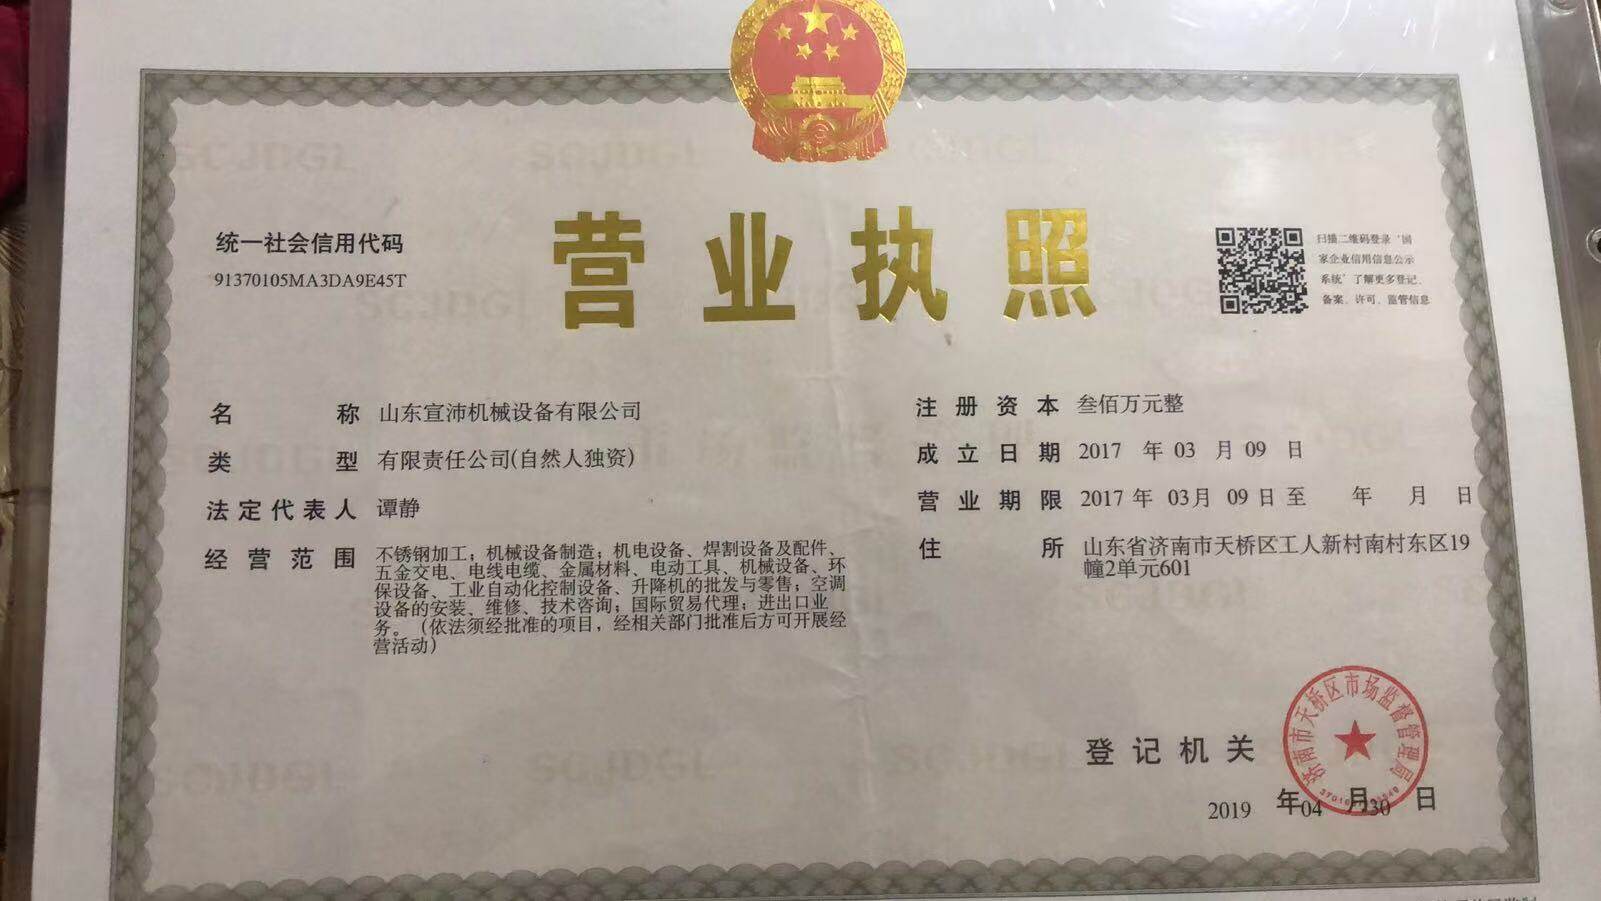 营业执照
统一社会信用代码
91370105MA3DA9E45T
扫描二维码登录‘国
家企业信用信息公示
系统’了解更多登记、
备案、许可、监管信息
名称 山东宣沛机械设备有限公司
类型 有限责任公司(自然人独资)
法定代表人 谭静
经营范围 不锈钢加工；机械设备制造；机电设备、焊割设备及配件、
五金交电、电线电缆、金属材料、电动工具、机械设备、环
保设备、工业自动化控制设备、升降机的批发与零售；空调
设备的安装、维修、技术咨询；国际贸易代理；进出口业
务。（依法须经批准的项目，经相关部门批准后方可开展经
营活动）
注册资本 叁佰万元整
成立日期 2017 年 03 月 09 日
营业期限 2017 年 03月 09 日 至 年 月 日
住所 山东省济南市天桥区工人新村南村东区19
幢2单元601
登记机关
济南市天桥区市场监督管理局
2019 年04 月30 日
SCJDGL